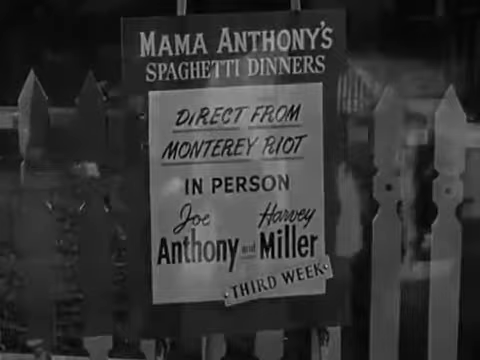 MAMA ANTHONY'S
SPAGHETTI DINNERS
DIRECT FROM
MONTEREY RIOT
IN PERSON
Joe Harvey
Anthony and Miller
THIRD WEEK